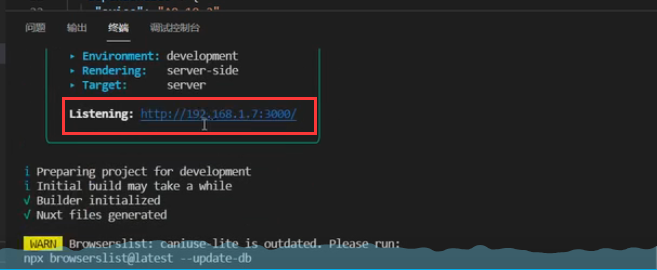 问题 输出 终端 调试控制台
▸ Environment: development
▸ Rendering: server-side
▸ Target: server
Listening: http://192.168.1.7:3000/
i Preparing project for development
i Initial build may take a while
√ Builder initialized
√ Nuxt files generated
WARN Browserslist: caniuse-lite is outdated. Please run:
npx browserslist@latest --update-db